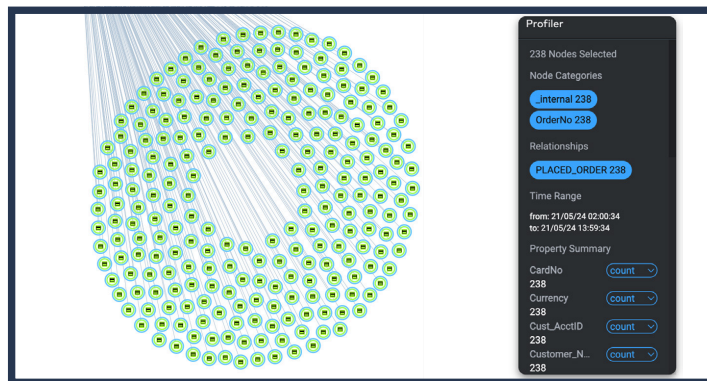 Profiler
238 Nodes Selected
Node Categories
_internal 238
OrderNo 238
Relationships
PLACED_ORDER 238
Time Range
from: 21/05/24 02:00:34
to: 21/05/24 13:59:34
Property Summary
CardNo count
238
Currency count
238
Cust_AcctID count
238
Customer_N... count
238